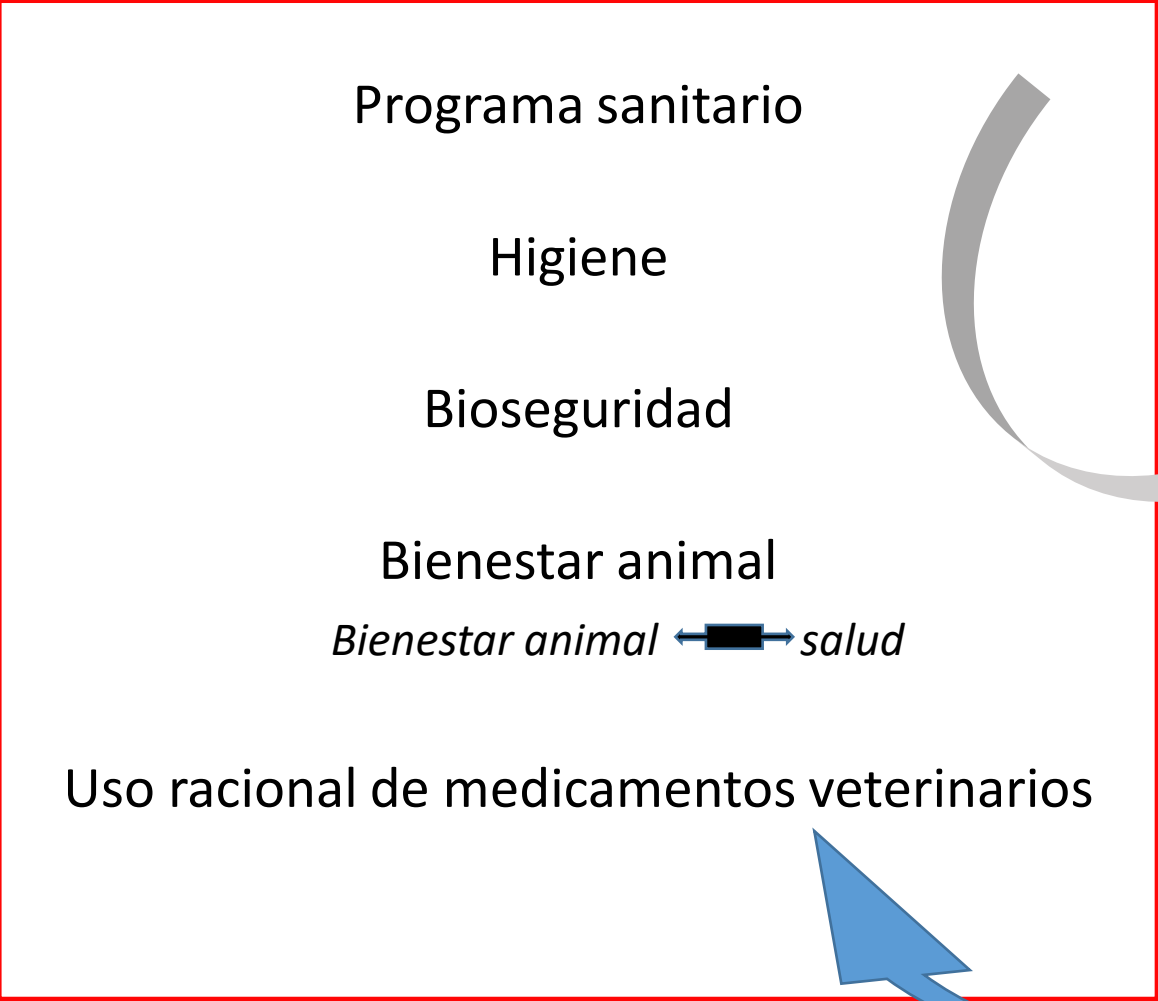 Programa sanitario
Higiene
Bioseguridad
Bienestar animal
Bienestar animal salud
Uso racional de medicamentos veterinarios